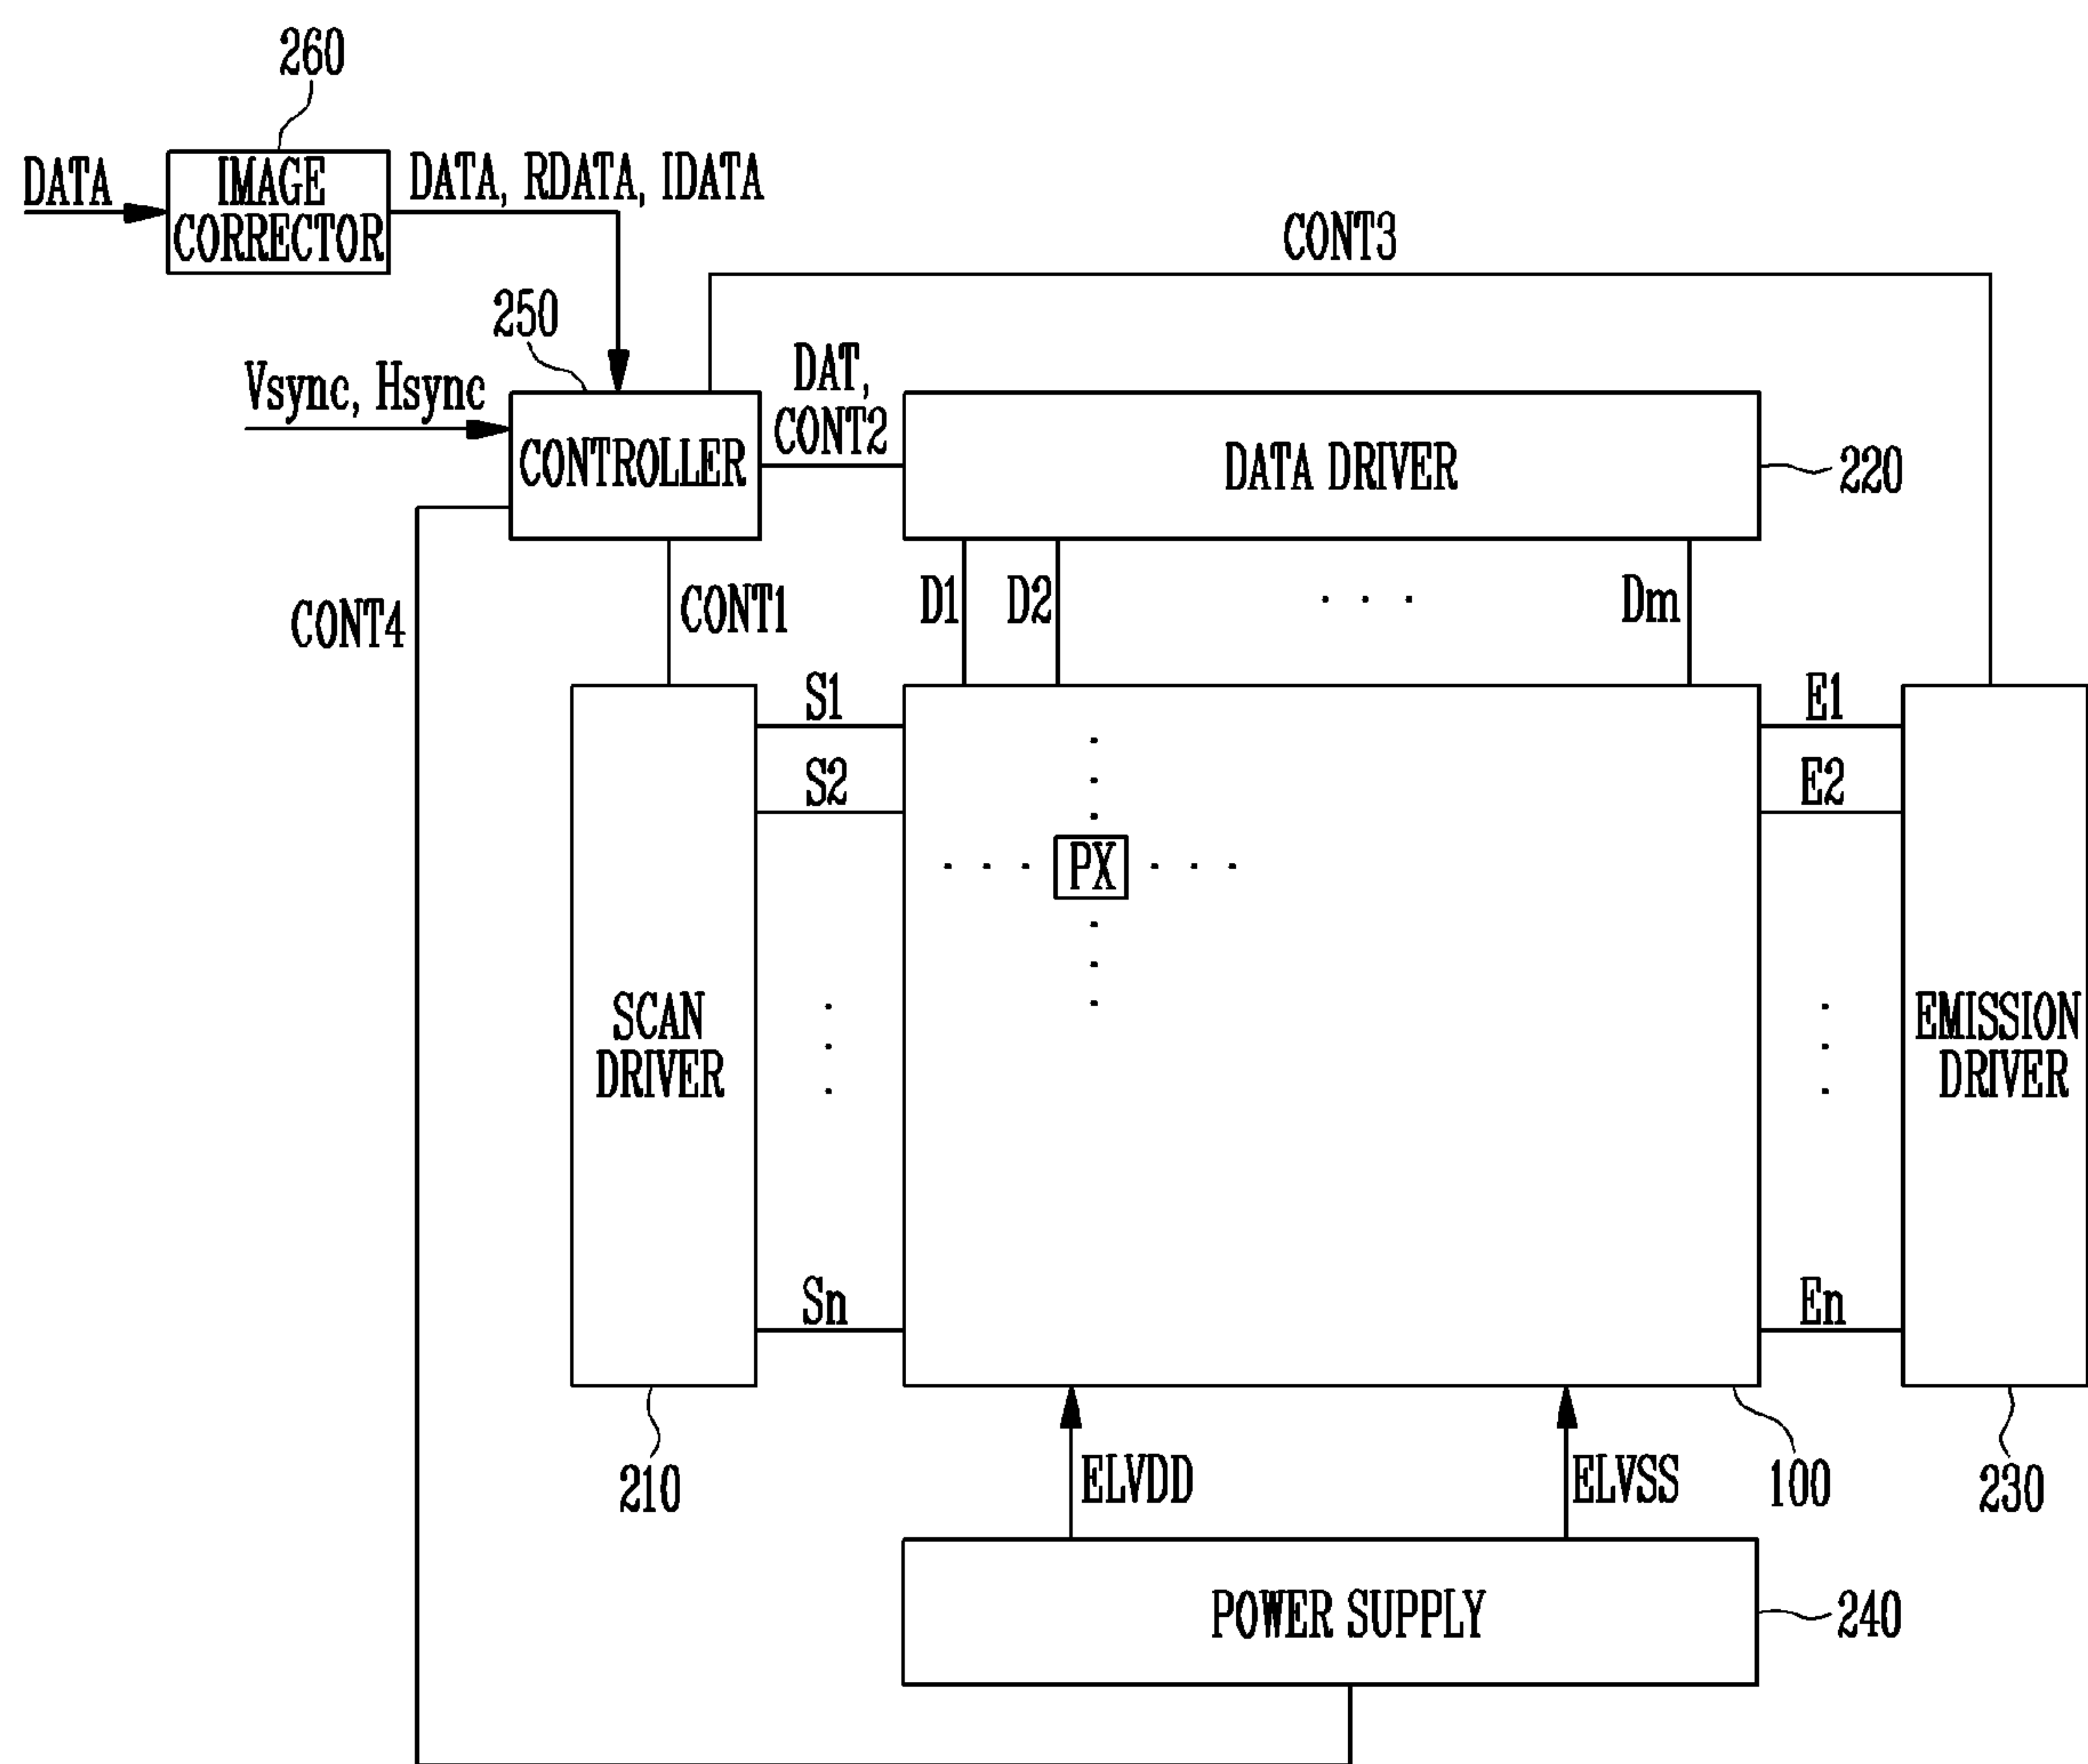 260
DATA
IMAGE
CORRECTOR
DATA, RDATA, IDATA
CONT3
250
Vsync, Hsync
DAT,
CONT2
CONTROLLER
DATA DRIVER
220
CONT4
CONT1
D1
D2
. . .
Dm
S1
E1
S2
E2
. . . PX . . .
SCAN
DRIVER
EMISSION
DRIVER
Sn
En
210
ELVDD
ELVSS
100
230
POWER SUPPLY
240